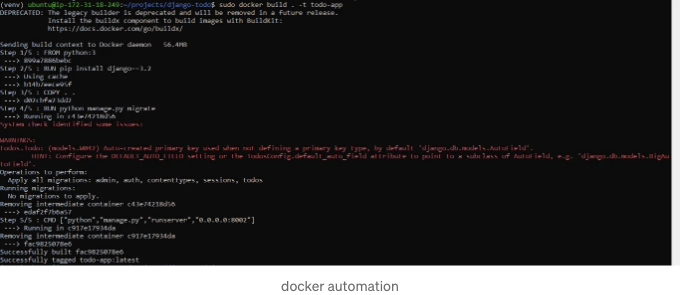 (venv) ubuntu@ip-172-31-18-249:~/projects/django-todo$ sudo docker build . -t todo-app
DEPRECATED: The legacy builder is deprecated and will be removed in a future release.
Install the buildx component to build images with BuildKit:
https://docs.docker.com/go/buildx/
Sending build context to Docker daemon 56.4MB
Step 1/5 : FROM python:3
---> 899a7886bebc
Step 2/5 : RUN pip install django==3.2
---> Using cache
---> b14b7eece95f
Step 3/5 : COPY . .
--->
Step 4/5 : RUN python manage.py migrate
---> Running in c43e74218d56
System check identified some issues:
WARNINGS:
todos.Todo: (models.W042) Auto-created primary key used when not defining a primary key type, by default 'django.db.models.AutoField'.
HINT: Configure the DEFAULT_AUTO_FIELD setting or the TodosConfig.default_auto_field attribute to point to a subclass of AutoField, e.g. 'django.db.models.BigAu
toField'.
Operations to perform:
Apply all migrations: admin, auth, contenttypes, sessions, todos
Running migrations:
No migrations to apply.
Removing intermediate container c43e74218d56
---> edaf2f7b6a57
Step 5/5 : CMD ["python","manage.py","runserver","0.0.0.0:8002"]
---> Running in c917e17934da
Removing intermediate container c917e17934da
---> fac9825078e6
Successfully built fac9825078e6
Successfully tagged todo-app:latest
docker automation